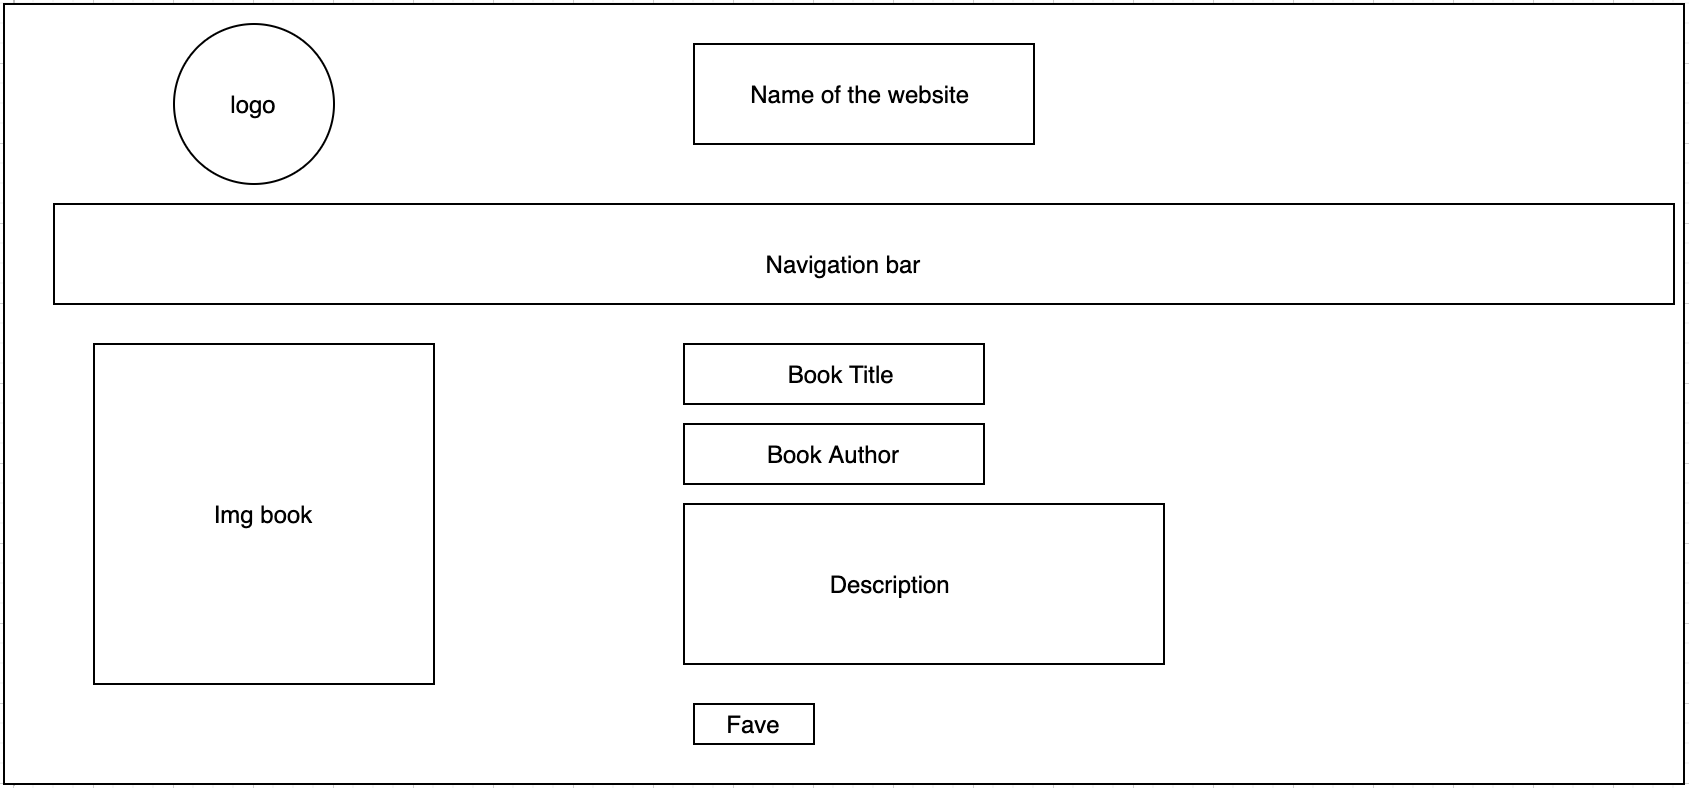 logo
Name of the website
Navigation bar
Img book
Book Title
Book Author
Description
Fave